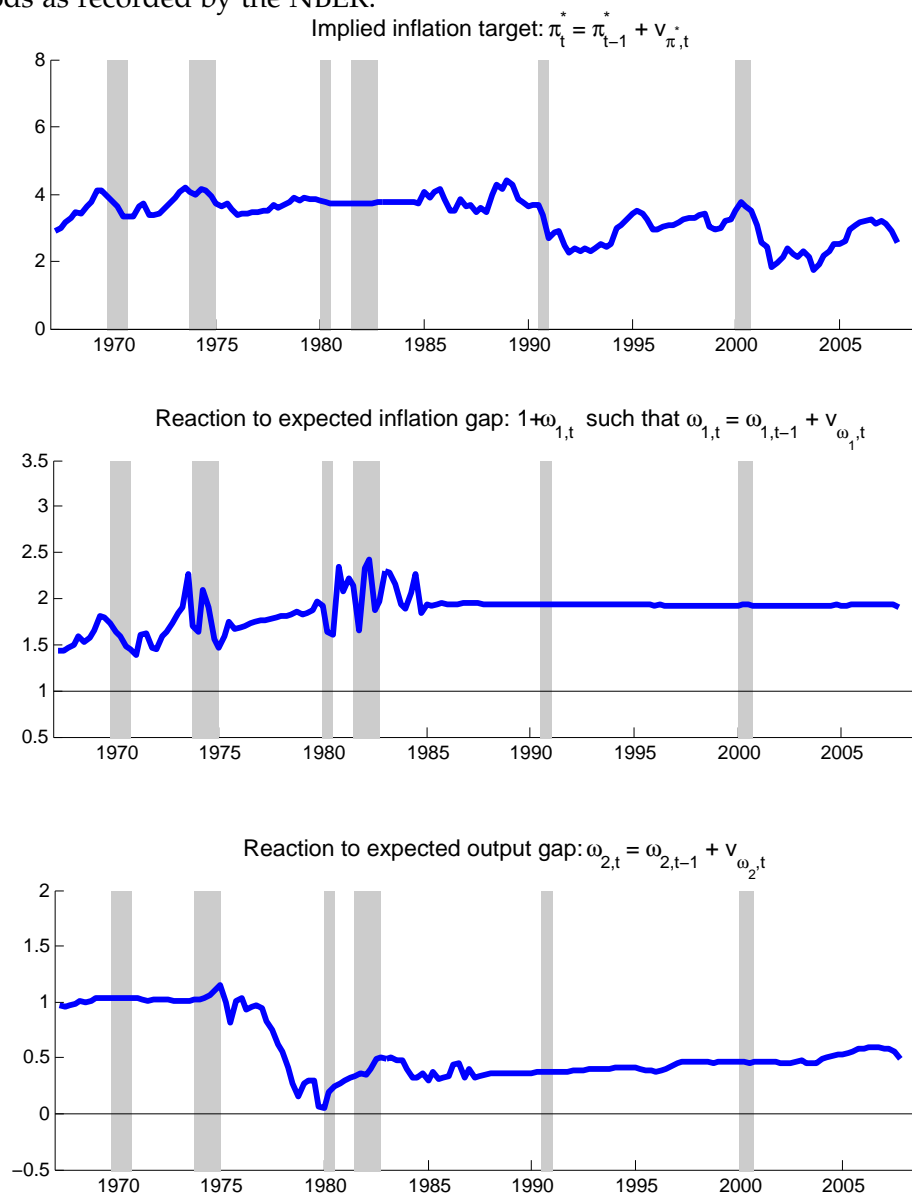 ods as recorded by the NBER.
Implied inflation target: π*t = π*t−1 + vπ*,t
8
6
4
2
0
1970 1975 1980 1985 1990 1995 2000 2005
Reaction to expected inflation gap: 1+ω1,t such that ω1,t = ω1,t−1 + vω1,t
3.5
3
2.5
2
1.5
1
0.5
1970 1975 1980 1985 1990 1995 2000 2005
Reaction to expected output gap: ω2,t = ω2,t−1 + vω2,t
2
1.5
1
0.5
0
−0.5
1970 1975 1980 1985 1990 1995 2000 2005